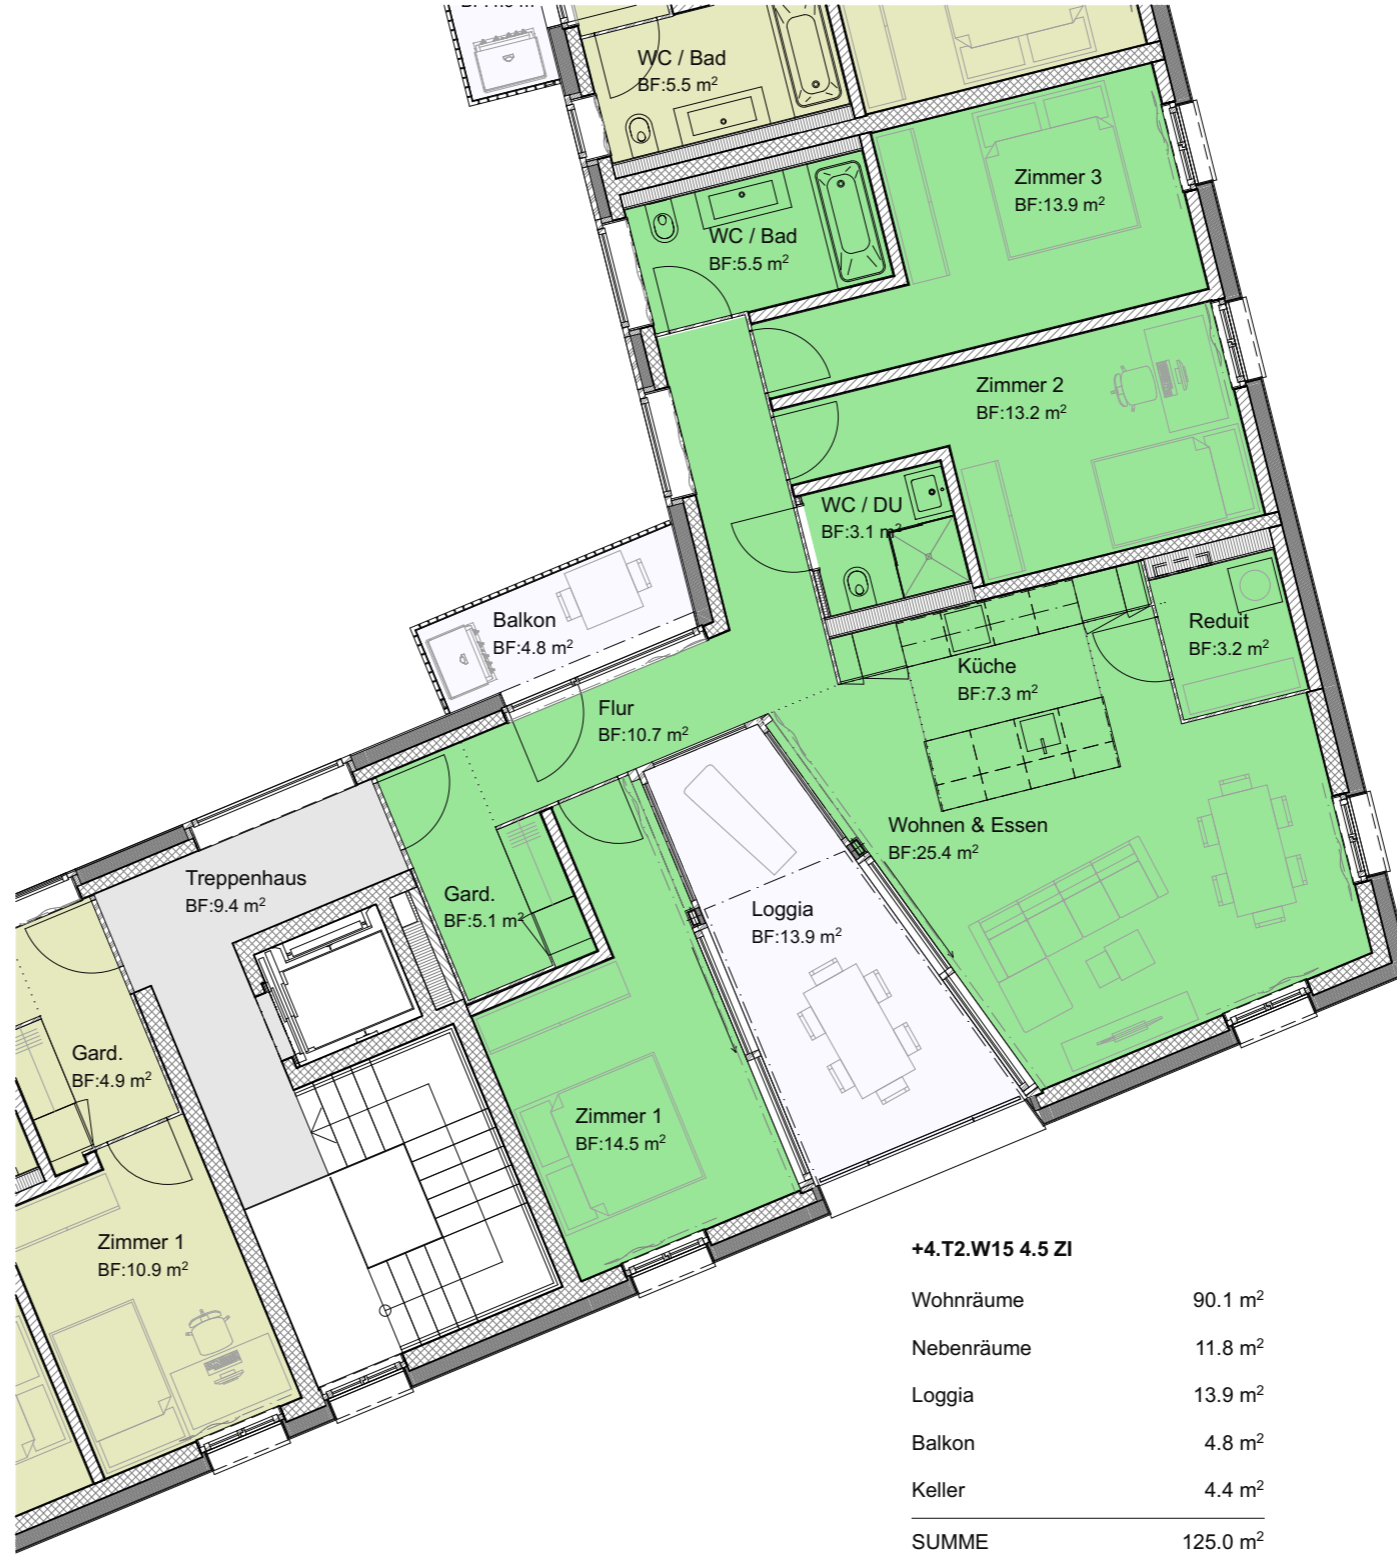 WC / Bad
BF:5.5 m²
Zimmer 3
BF:13.9 m²
WC / Bad
BF:5.5 m²
Zimmer 2
BF:13.2 m²
WC / DU
BF:3.1 m²
Balkon
BF:4.8 m²
Reduit
BF:3.2 m²
Küche
BF:7.3 m²
Flur
BF:10.7 m²
Wohnen & Essen
BF:25.4 m²
Treppenhaus
BF:9.4 m²
Gard.
BF:5.1 m²
Loggia
BF:13.9 m²
Gard.
BF:4.9 m²
Zimmer 1
BF:14.5 m²
Zimmer 1
BF:10.9 m²
+4.T2.W15 4.5 ZI
Wohnräume 90.1 m²
Nebenräume 11.8 m²
Loggia 13.9 m²
Balkon 4.8 m²
Keller 4.4 m²
SUMME 125.0 m²